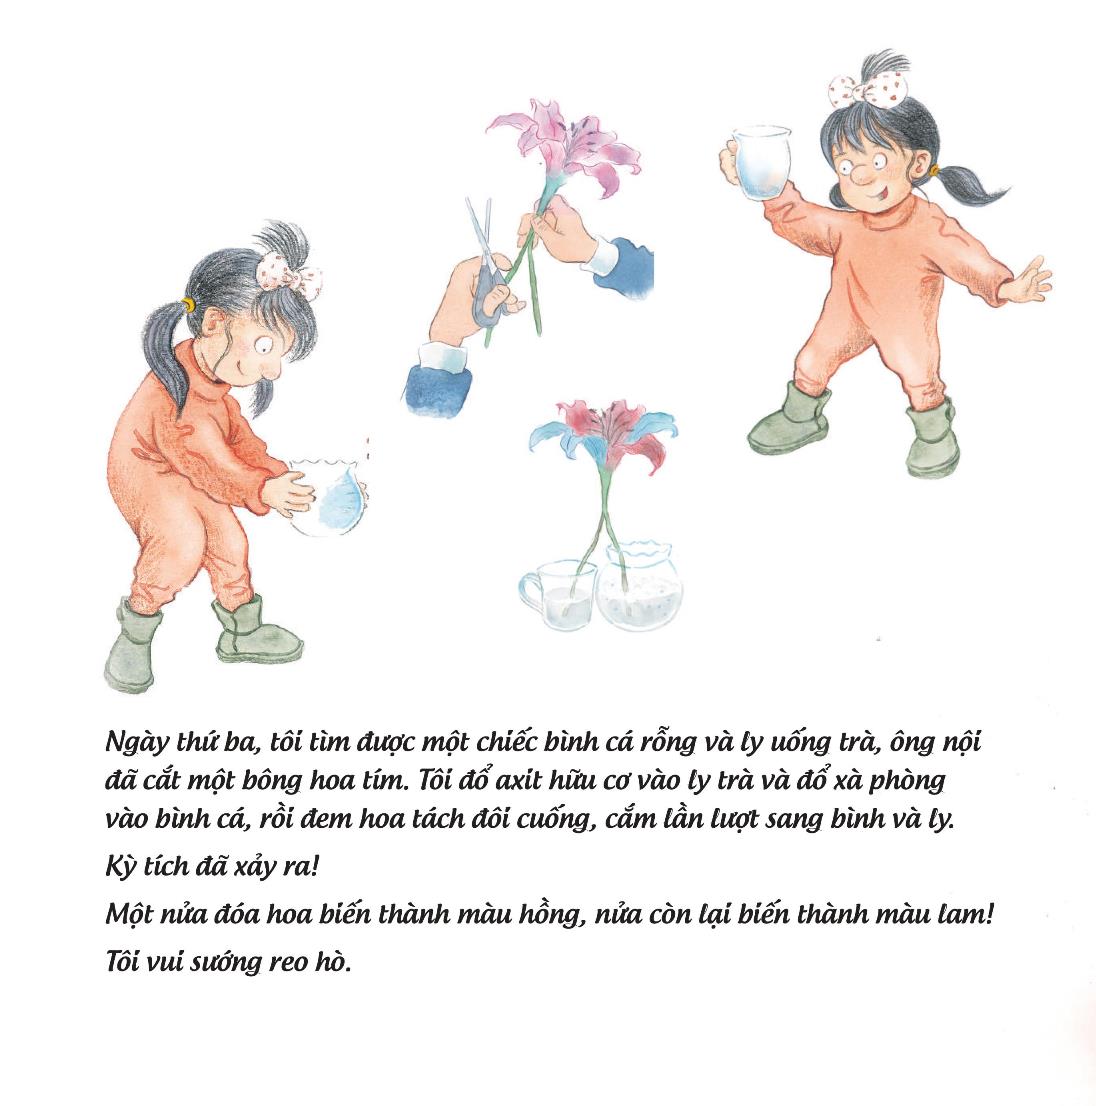 Ngày thứ ba, tôi tìm được một chiếc bình cá rỗng và ly uống trà, ông nội
đã cắt một bông hoa tím. Tôi đổ axit hữu cơ vào ly trà và đổ xà phòng
vào bình cá, rồi đem hoa tách đôi cuống, cắm lần lượt sang bình và ly.
Kỳ tích đã xảy ra!
Một nửa đóa hoa biến thành màu hồng, nửa còn lại biến thành màu lam!
Tôi vui sướng reo hò.